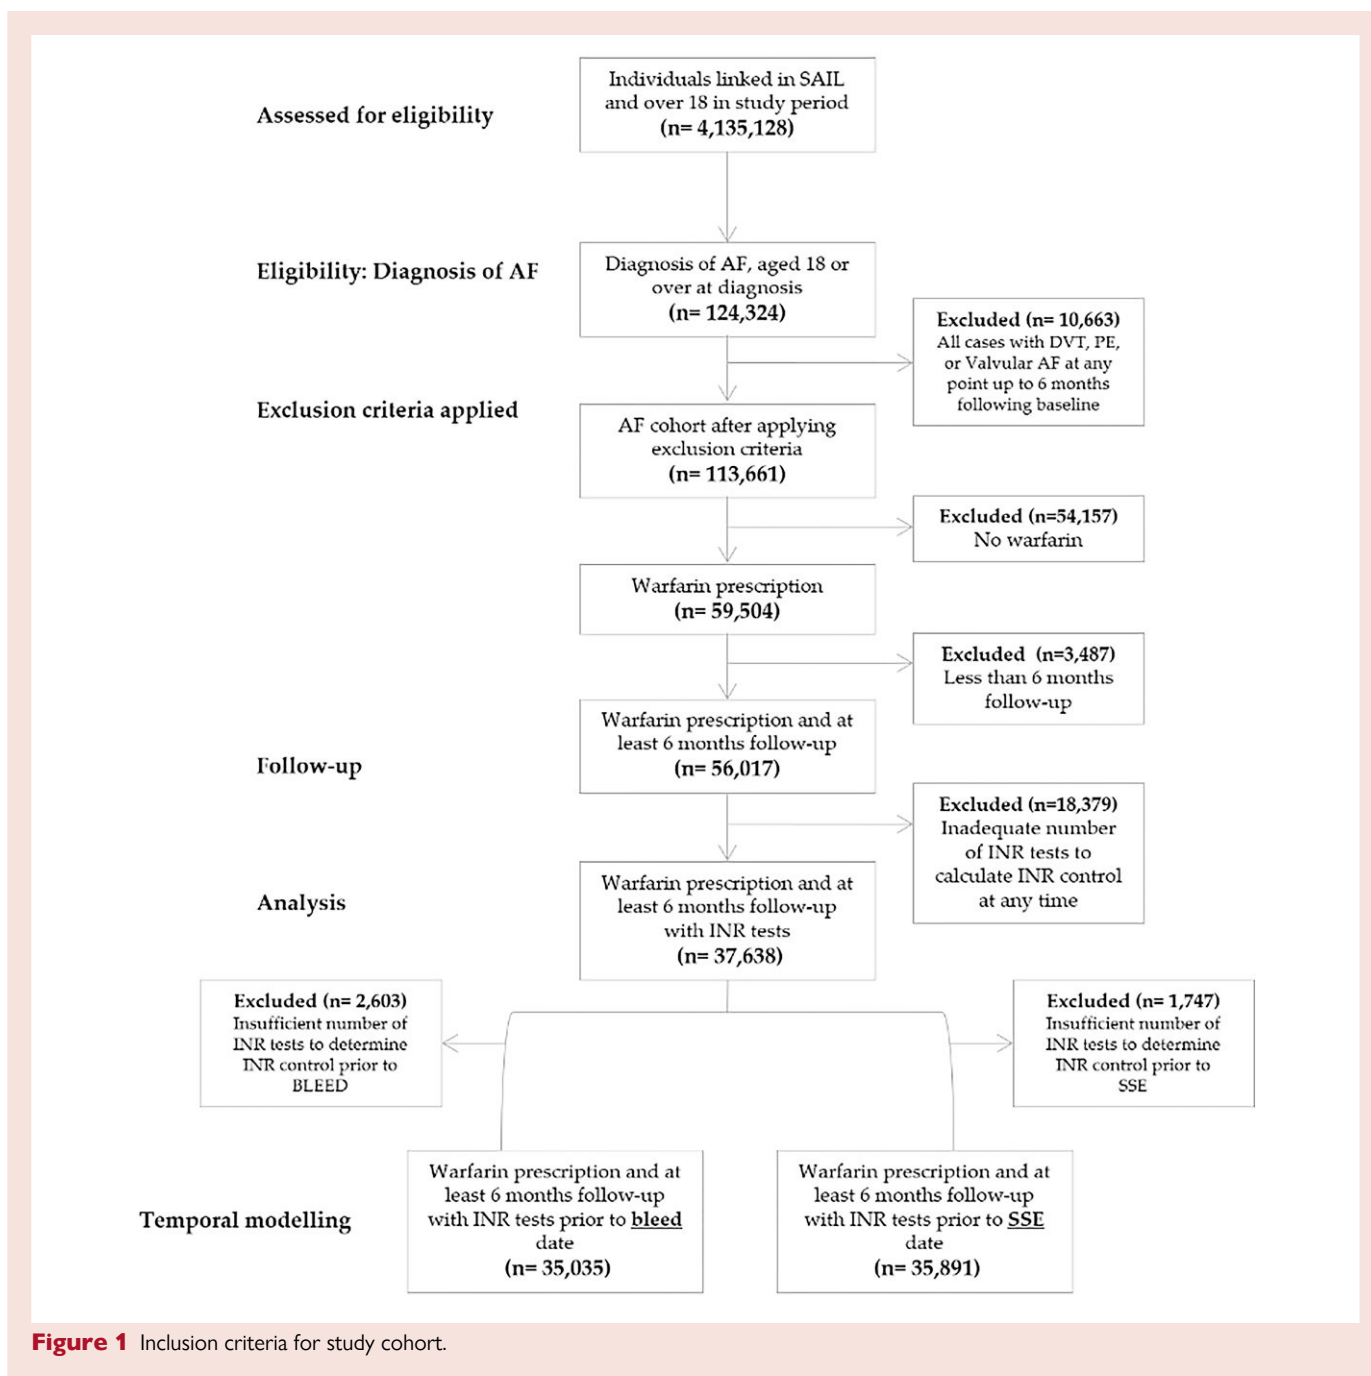 Assessed for eligibility
Individuals linked in SAIL
and over 18 in study period
(n= 4,135,128)
Eligibility: Diagnosis of AF
Diagnosis of AF, aged 18 or
over at diagnosis
(n= 124,324)
Excluded (n= 10,663)
All cases with DVT, PE,
or Valvular AF at any
point up to 6 months
following baseline
Exclusion criteria applied
AF cohort after applying
exclusion criteria
(n= 113,661)
Excluded (n=54,157)
No warfarin
Warfarin prescription
(n= 59,504)
Excluded (n=3,487)
Less than 6 months
follow-up
Follow-up
Warfarin prescription and at
least 6 months follow-up
(n= 56,017)
Excluded (n=18,379)
Inadequate number
of INR tests to
calculate INR control
at any time
Analysis
Warfarin prescription and at
least 6 months follow-up
with INR tests
(n= 37,638)
Excluded (n= 2,603)
Insufficient number of
INR tests to determine
INR control prior to
BLEED
Excluded (n= 1,747)
Insufficient number of
INR tests to determine
INR control prior to
SSE
Temporal modelling
Warfarin prescription and at
least 6 months follow-up
with INR tests prior to bleed
date
(n= 35,035)
Warfarin prescription and at
least 6 months follow-up
with INR tests prior to SSE
date
(n= 35,891)
Figure 1 Inclusion criteria for study cohort.